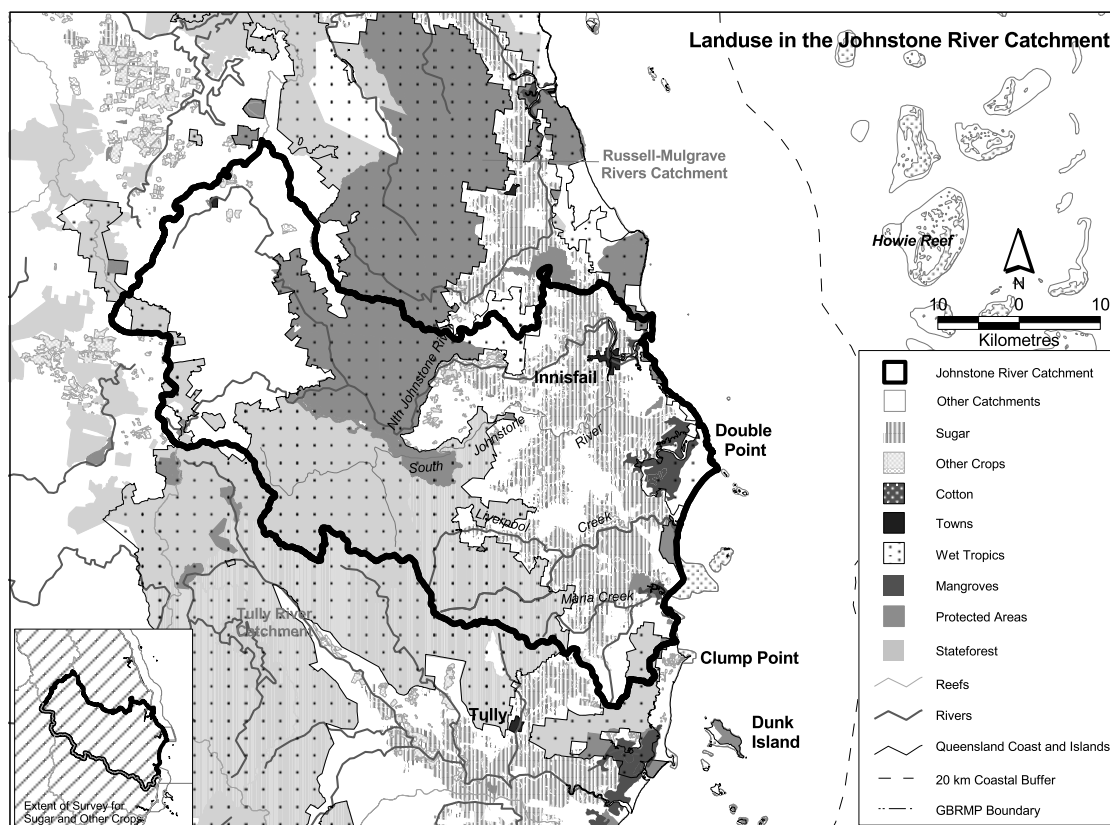 Landuse in the Johnstone River Catchment
Russell-Mulgrave
Rivers Catchment
Howie Reef
N
10 0 10
Kilometres
Nth Johnstone River
Innisfail
Johnstone
River
South
Double
Point
Liverpool
Creek
Maria Creek
Tully River
Catchment
Clump Point
Tully
Dunk
Island
Extent of Survey for
Sugar and Other Crops
Johnstone River Catchment
Other Catchments
Sugar
Other Crops
Cotton
Towns
Wet Tropics
Mangroves
Protected Areas
Stateforest
Reefs
Rivers
Queensland Coast and Islands
20 km Coastal Buffer
GBRMP Boundary